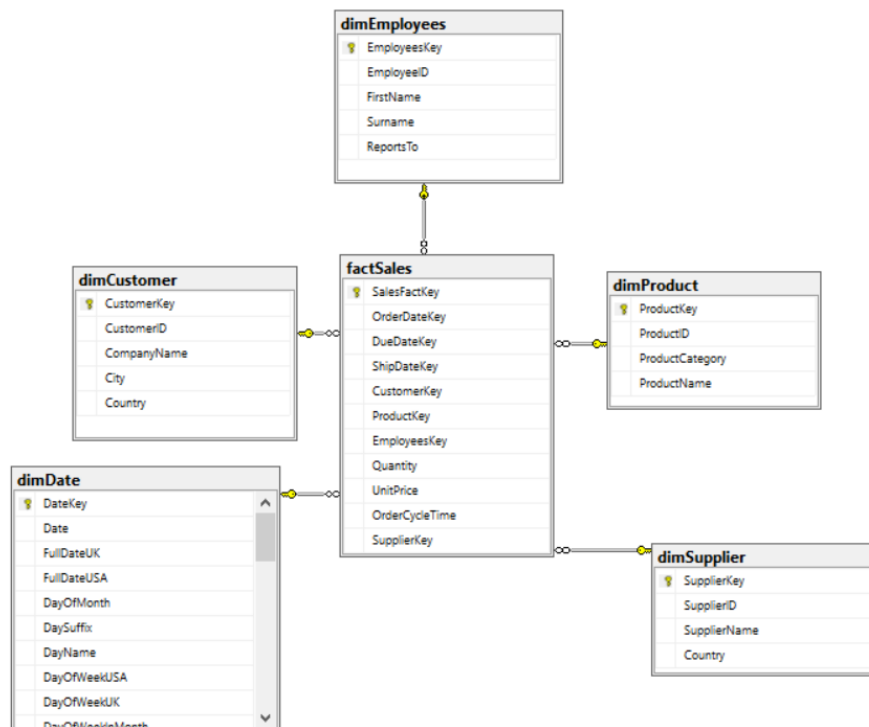 dimEmployees
EmployeesKey
EmployeeID
FirstName
Surname
ReportsTo
dimCustomer
CustomerKey
CustomerID
CompanyName
City
Country
factSales
SalesFactKey
OrderDateKey
DueDateKey
ShipDateKey
CustomerKey
ProductKey
EmployeesKey
Quantity
UnitPrice
OrderCycleTime
SupplierKey
dimProduct
ProductKey
ProductID
ProductCategory
ProductName
dimDate
DateKey
Date
FullDateUK
FullDateUSA
DayOfMonth
DaySuffix
DayName
DayOfWeekUSA
DayOfWeekUK
DayOfWeekInMonth
dimSupplier
SupplierKey
SupplierID
SupplierName
Country